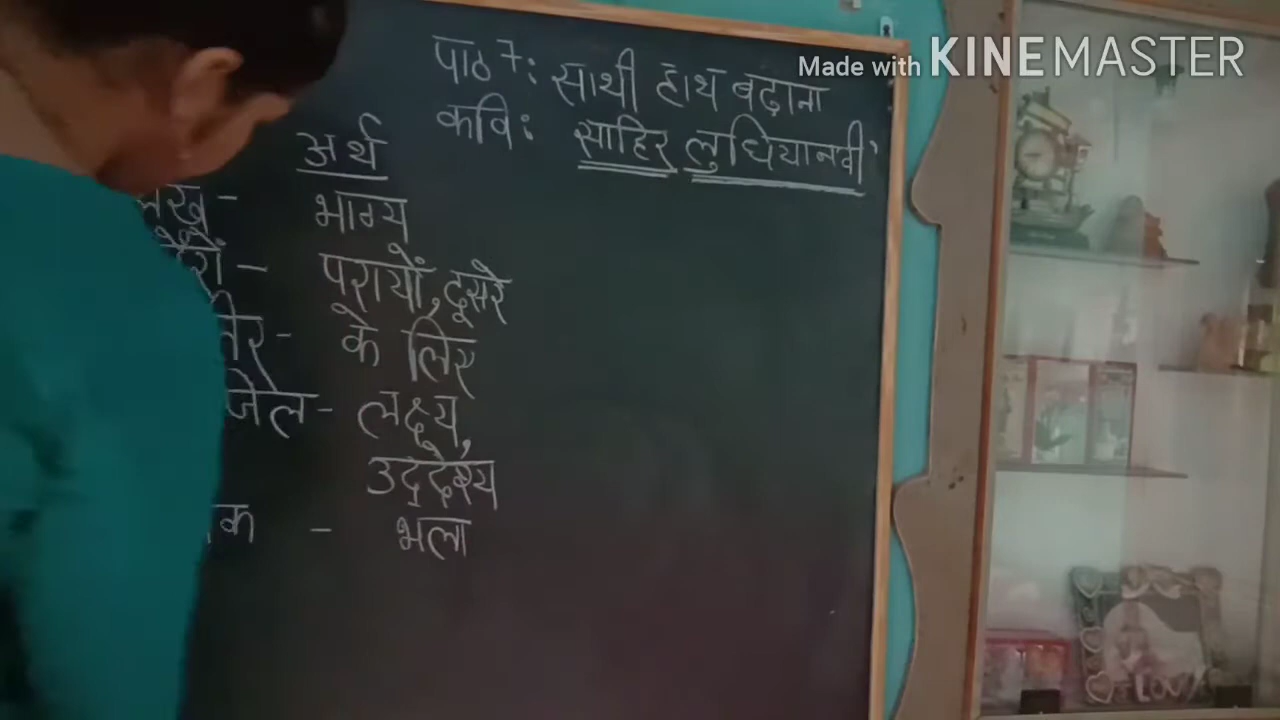 पाठ 7: साथी हाथ बढ़ाना
Made with KINEMASTER
कवि: साहिर लुधियानवी'
अर्थ
लेख - भाग्य
परायों, दूसरे
के लिए
लक्ष्य,
उद्देश्य
भला